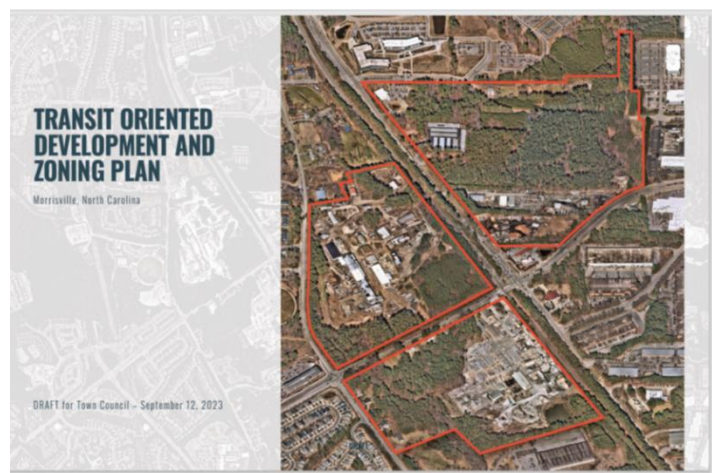 TRANSIT ORIENTED
DEVELOPMENT AND
ZONING PLAN
Morrisville, North Carolina
DRAFT for Town Council – September 12, 2023